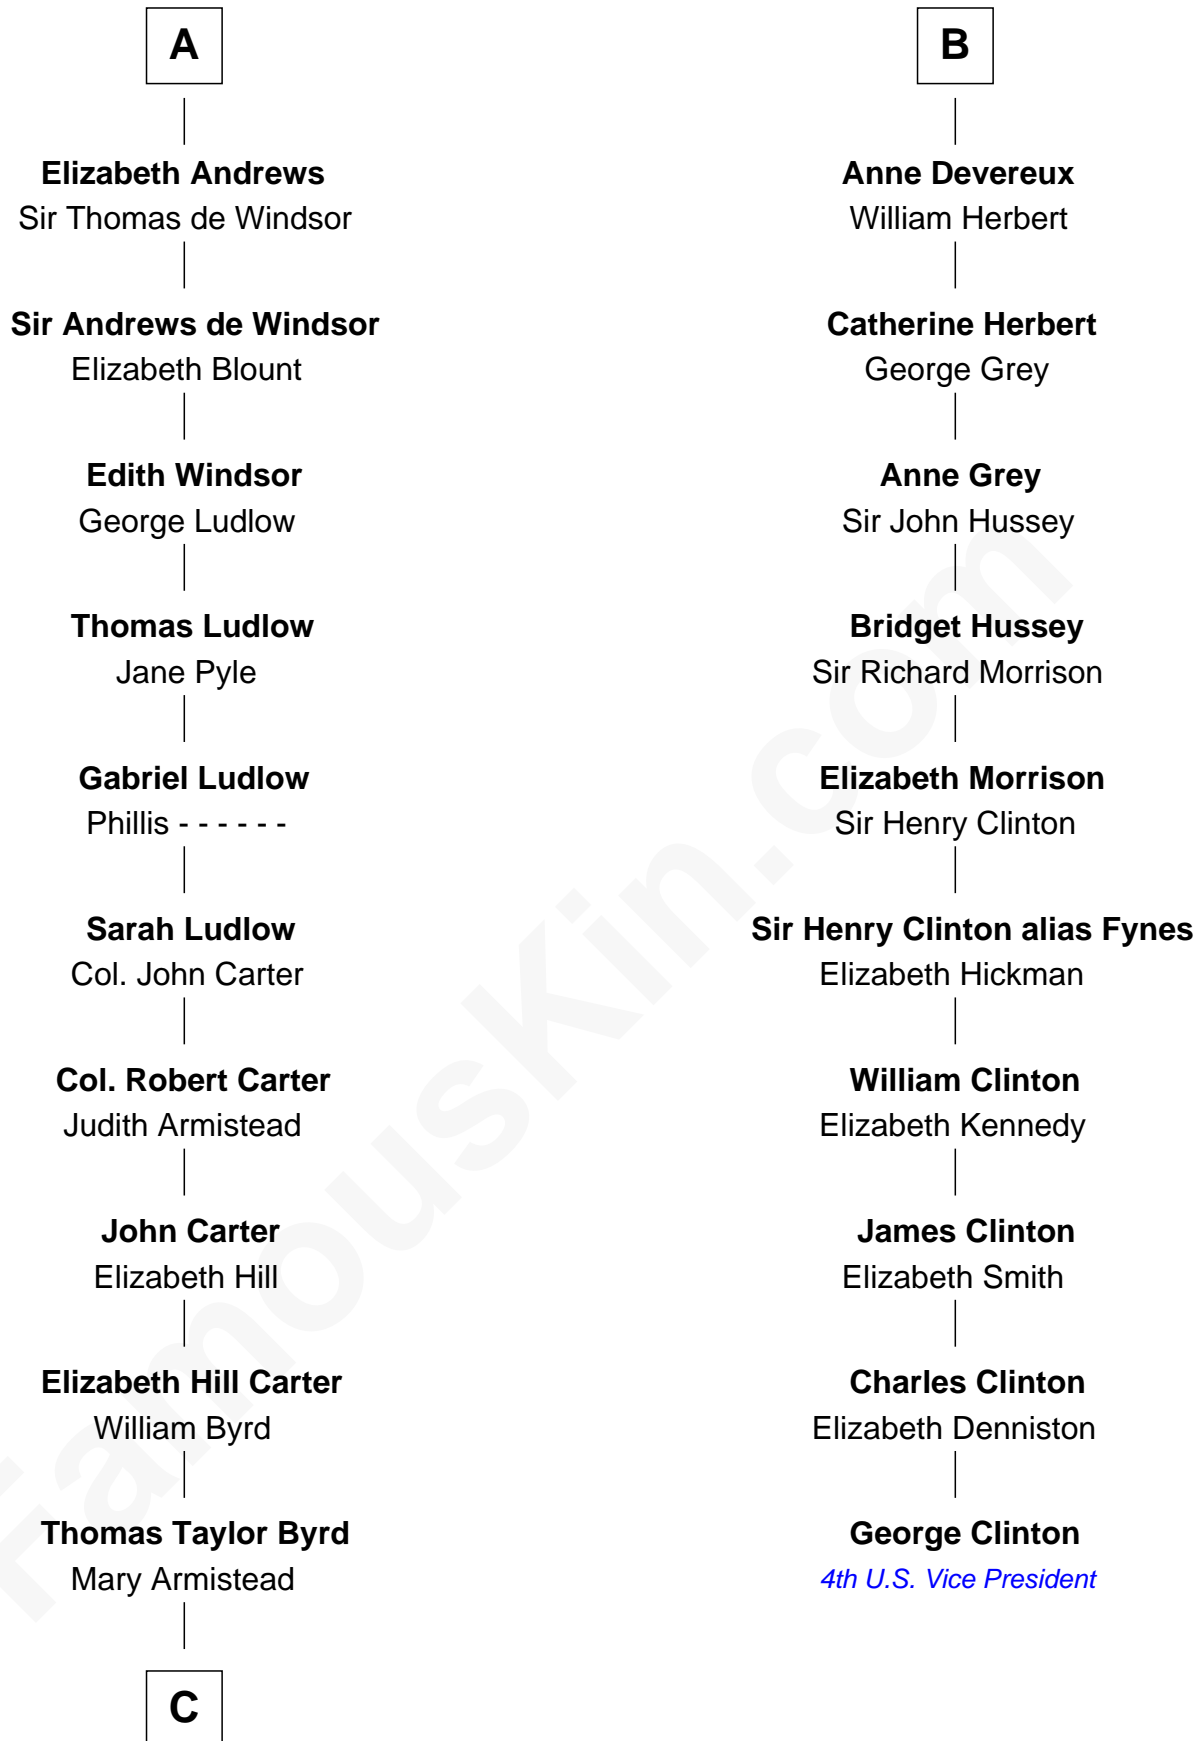 A
Elizabeth Andrews
Sir Thomas de Windsor
Sir Andrews de Windsor
Elizabeth Blount
Edith Windsor
George Ludlow
Thomas Ludlow
Jane Pyle
Gabriel Ludlow
Phillis - - - - - -
Sarah Ludlow
Col. John Carter
Col. Robert Carter
Judith Armistead
John Carter
Elizabeth Hill
Elizabeth Hill Carter
William Byrd
Thomas Taylor Byrd
Mary Armistead
C
B
Anne Devereux
William Herbert
Catherine Herbert
George Grey
Anne Grey
Sir John Hussey
Bridget Hussey
Sir Richard Morrison
Elizabeth Morrison
Sir Henry Clinton
Sir Henry Clinton alias Fynes
Elizabeth Hickman
William Clinton
Elizabeth Kennedy
James Clinton
Elizabeth Smith
Charles Clinton
Elizabeth Denniston
George Clinton
4th U.S. Vice President
FamousKin.com